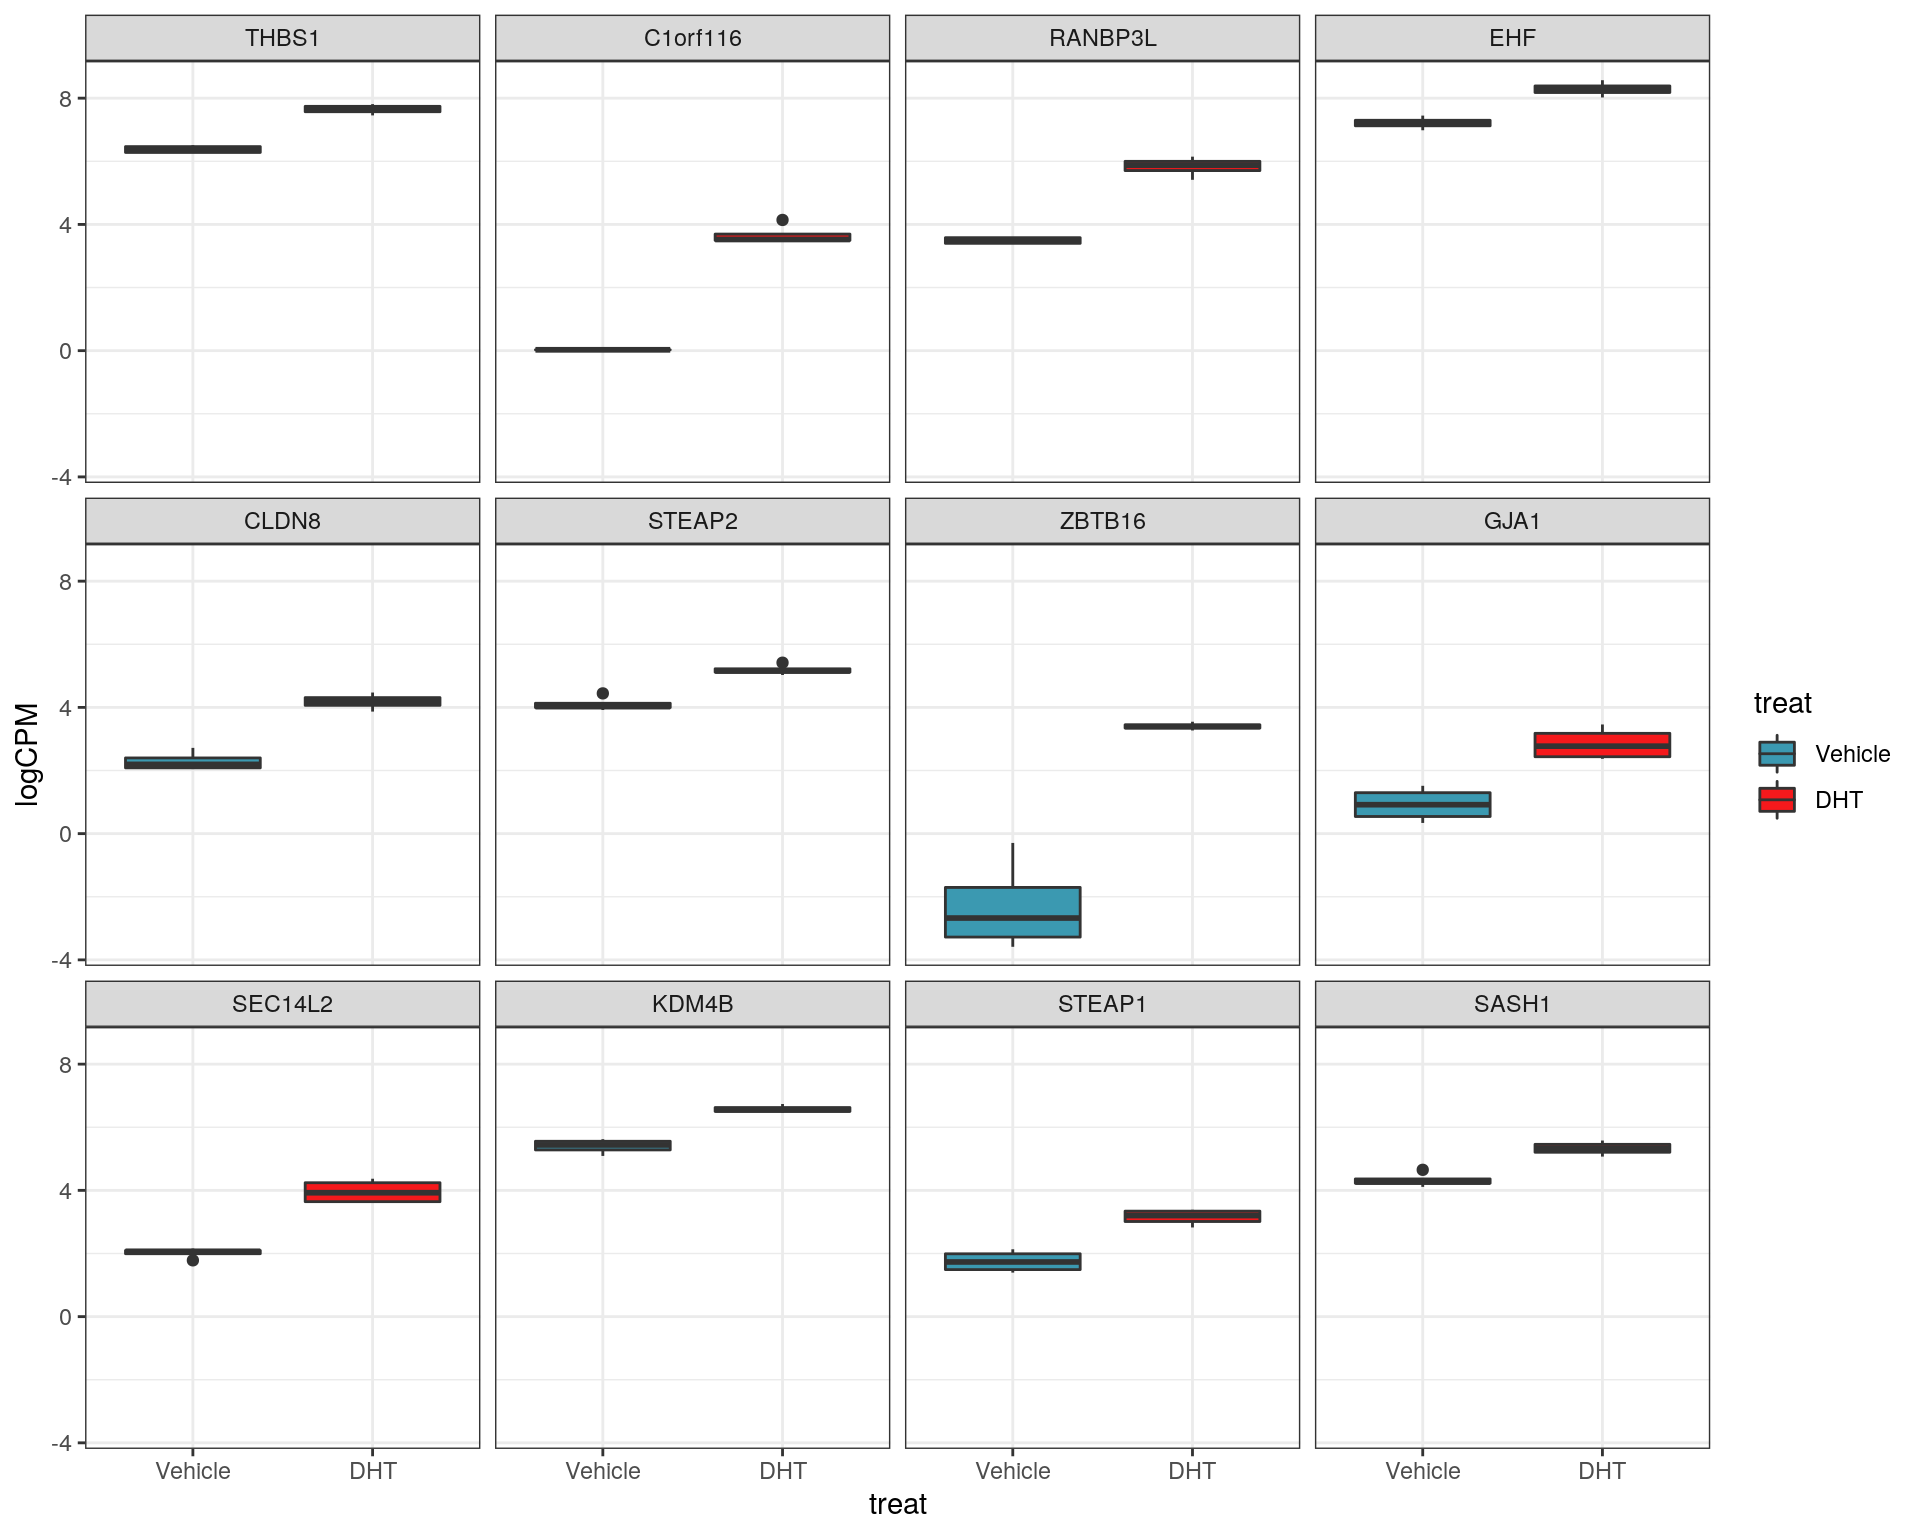 THBS1 C1orf116 RANBP3L EHF
8
4
0
-4
CLDN8 STEAP2 ZBTB16 GJA1
8
4
0
-4
SEC14L2 KDM4B STEAP1 SASH1
8
4
0
-4
Vehicle DHT Vehicle DHT Vehicle DHT Vehicle DHT
treat
logCPM
treat
Vehicle
DHT